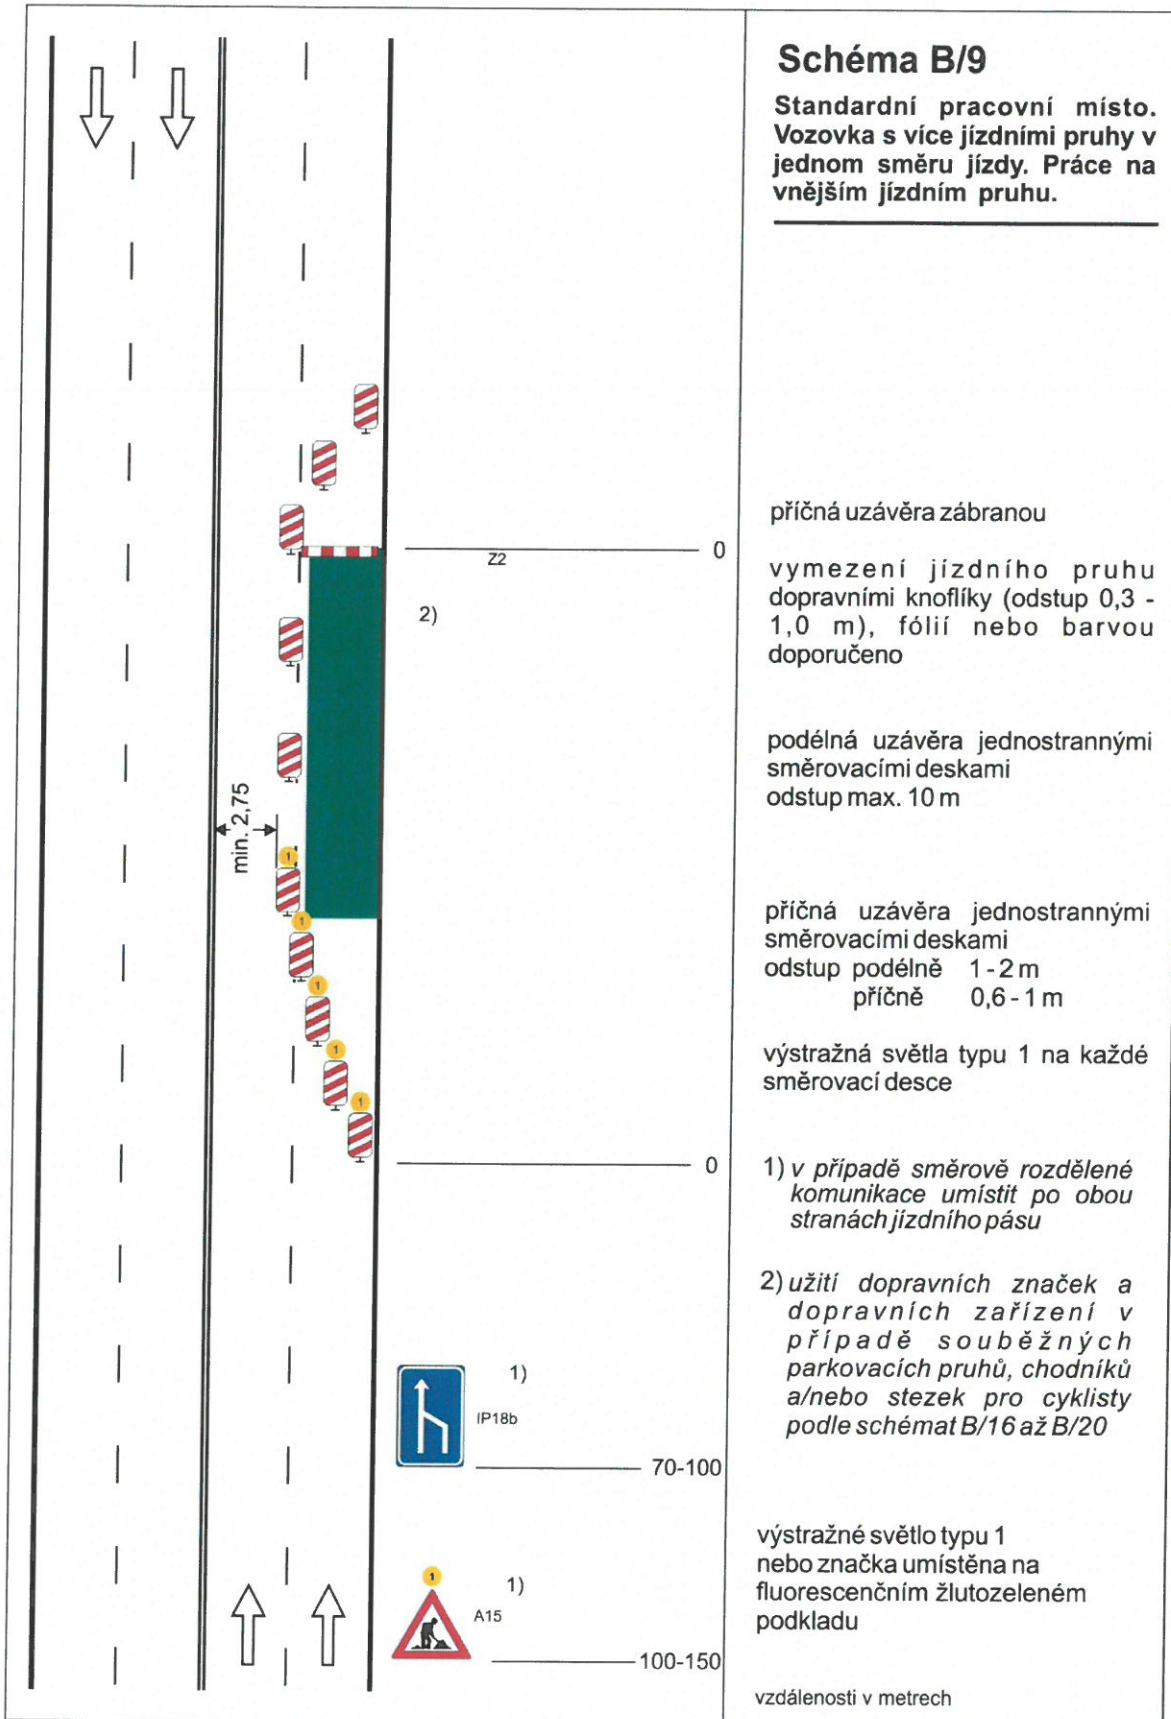 Schéma B/9
Standardní pracovní místo.
Vozovka s více jízdními pruhy v
jednom směru jízdy. Práce na
vnějším jízdním pruhu.
příčná uzávěra zábranou
Z2
0
vymezení jízdního pruhu
dopravními knoflíky (odstup 0,3 -
1,0 m), fólií nebo barvou
doporučeno
2)
podélná uzávěra jednostrannými
směrovacími deskami
odstup max. 10 m
min. 2,75
1
1
1
1
1
příčná uzávěra jednostrannými
směrovacími deskami
odstup podélně 1 - 2 m
příčně 0,6 - 1 m
výstražná světla typu 1 na každé
směrovací desce
0
1) v případě směrově rozdělené
komunikace umístit po obou
stranách jízdního pásu
2) užití dopravních značek a
dopravních zařízení v
případě souběžných
parkovacích pruhů, chodníků
a/nebo stezek pro cyklisty
podle schémat B/16 až B/20
1)
IP18b
70-100
výstražné světlo typu 1
nebo značka umístěna na
fluorescenčním žlutozeleném
podkladu
1
1)
A15
100-150
vzdálenosti v metrech